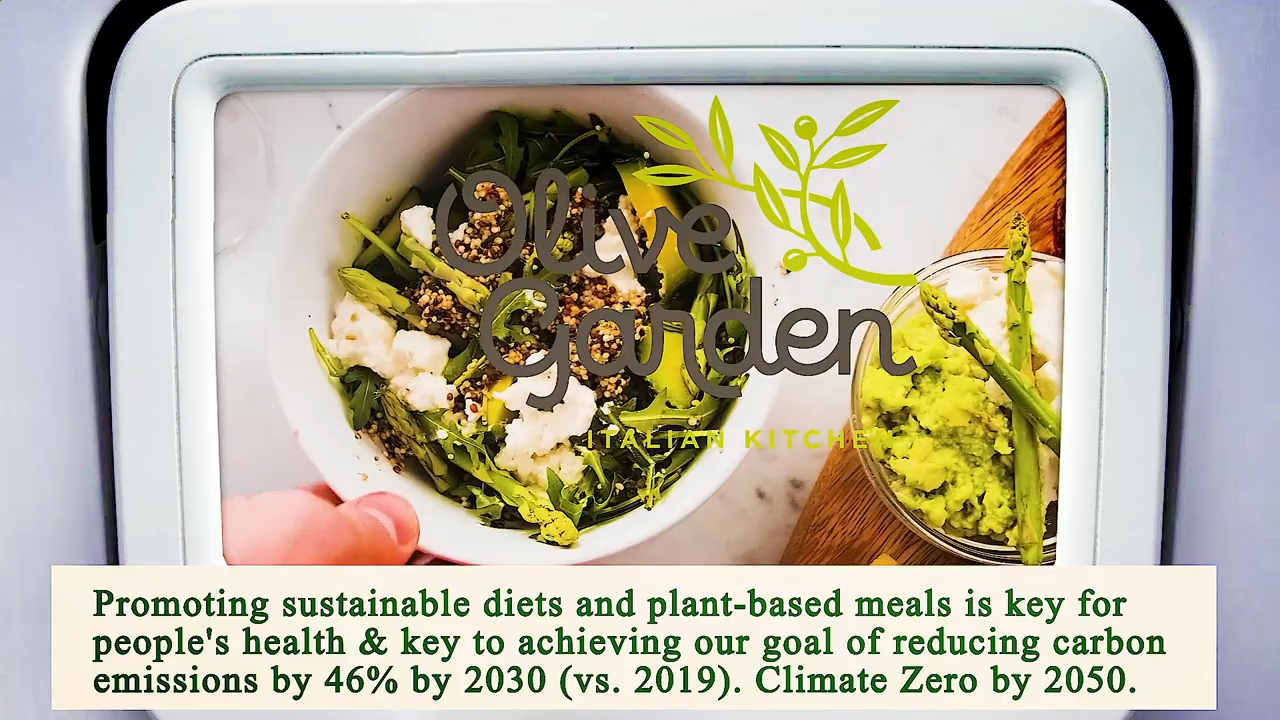 Olive
Garden
ITALIAN KITCHEN
Promoting sustainable diets and plant-based meals is key for
people's health & key to achieving our goal of reducing carbon
emissions by 46% by 2030 (vs. 2019). Climate Zero by 2050.